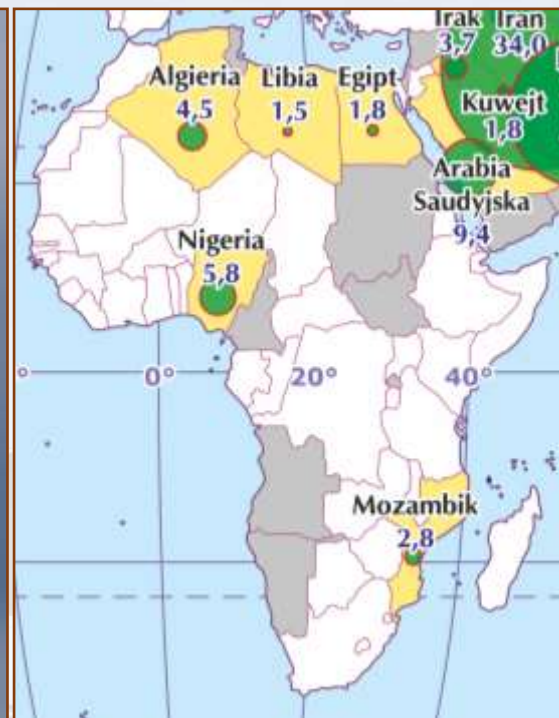 Irak
3,7
Iran
34,0
Algieria
4,5
Libia
1,5
Egipt
1,8
Kuwejt
1,8
Arabia
Saudyjska
9,4
Nigeria
5,8
0°
20°
40°
Mozambik
2,8